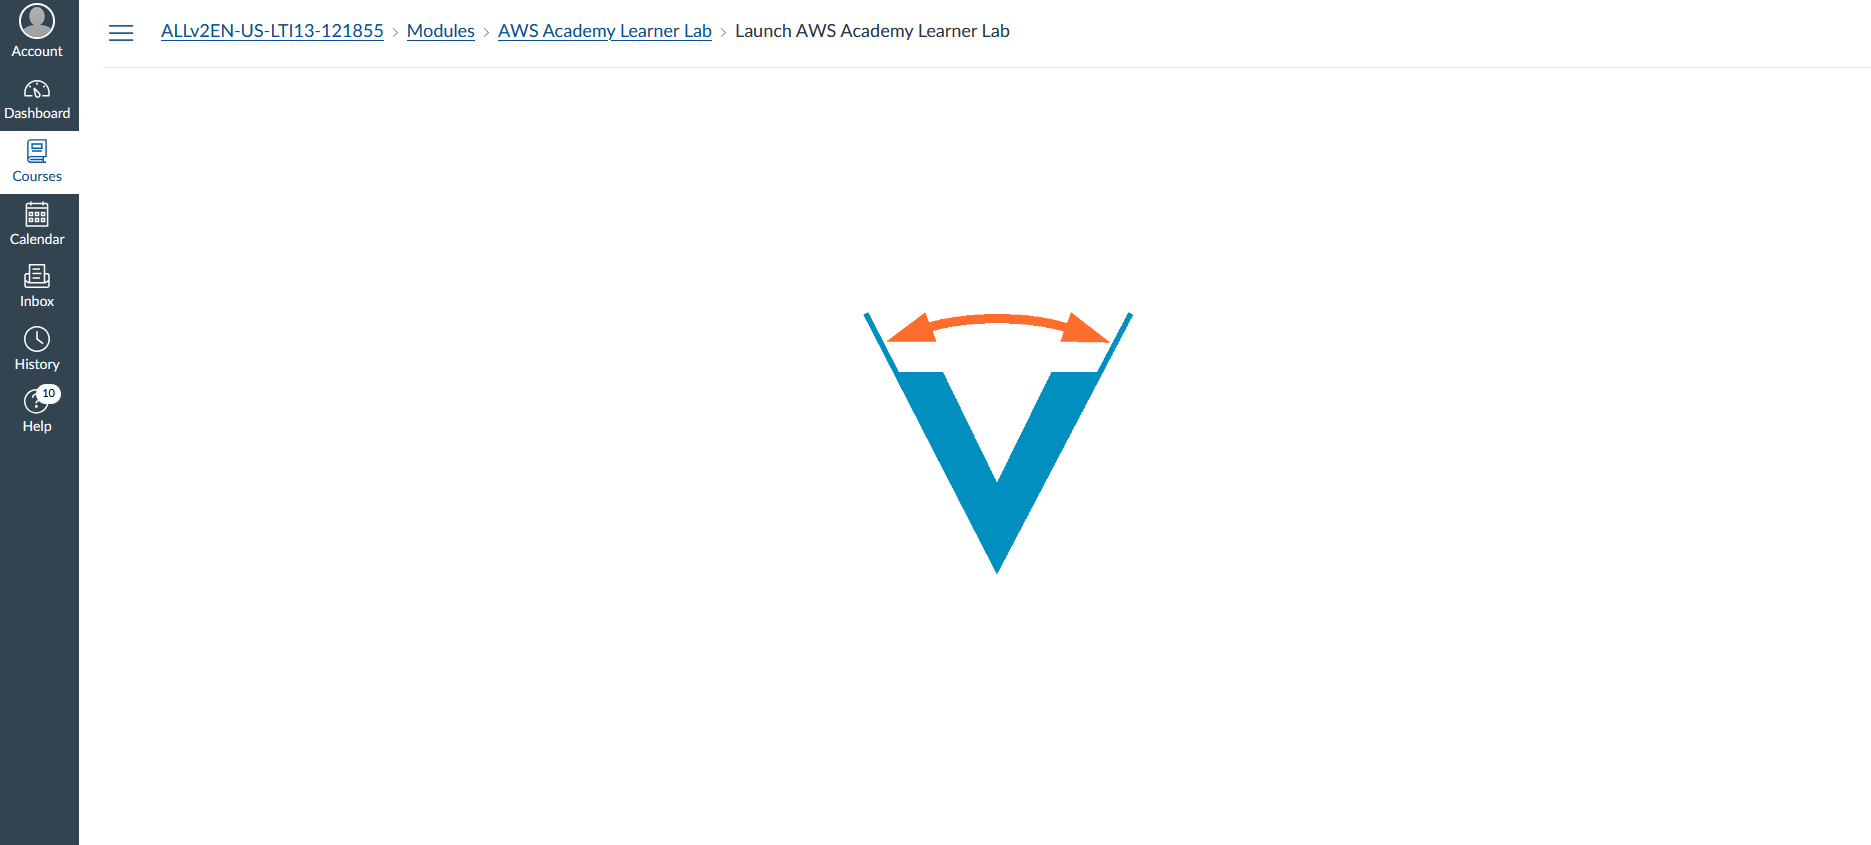 Account
Dashboard
Courses
Calendar
Inbox
History
10
Help
ALLv2EN-US-LTI13-121855 > Modules > AWS Academy Learner Lab > Launch AWS Academy Learner Lab